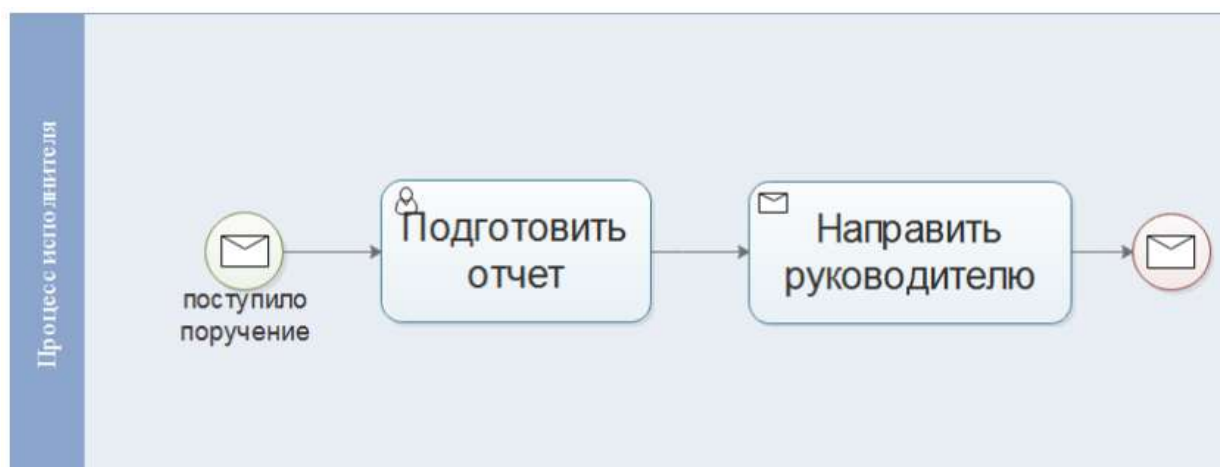 Процесс исполнителя
поступило
поручение
Подготовить
отчет
Направить
руководителю